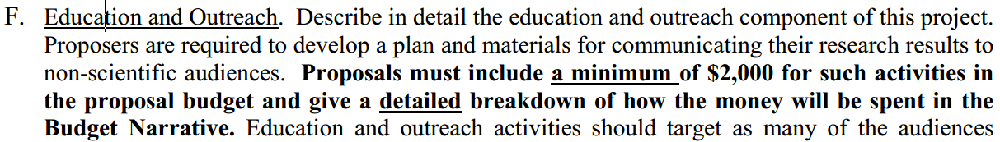 F. Education and Outreach. Describe in detail the education and outreach component of this project.
Proposers are required to develop a plan and materials for communicating their research results to
non-scientific audiences. Proposals must include a minimum of $2,000 for such activities in
the proposal budget and give a detailed breakdown of how the money will be spent in the
Budget Narrative. Education and outreach activities should target as many of the audiences